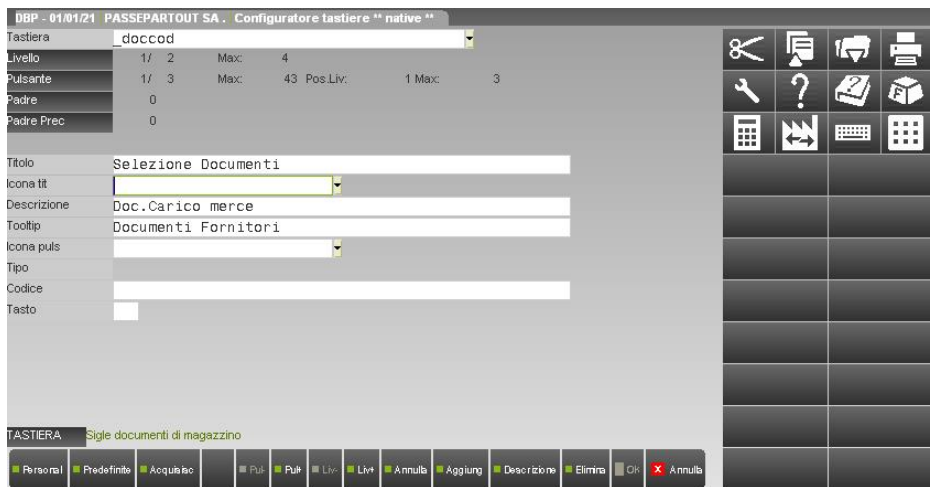 DBP - 01/01/21 PASSEPARTOUT SA . Configuratore tastiere ** native **
Tastiera _doccod
Livello 1/ 2 Max: 4
Pulsante 1/ 3 Max: 43 Pos.Liv: 1 Max: 3
Padre 0
Padre Prec 0
Titolo Selezione Documenti
Icona tit
Descrizione Doc.Carico merce
Tooltip Documenti Fornitori
Icona puls
Tipo
Codice
Tasto
TASTIERA Sigle documenti di magazzino
Personal Predefinite Acquisisc Pul- Pul+ Liv- Liv+ Annulla Aggiung Descrizione Elimina OK X Annulla